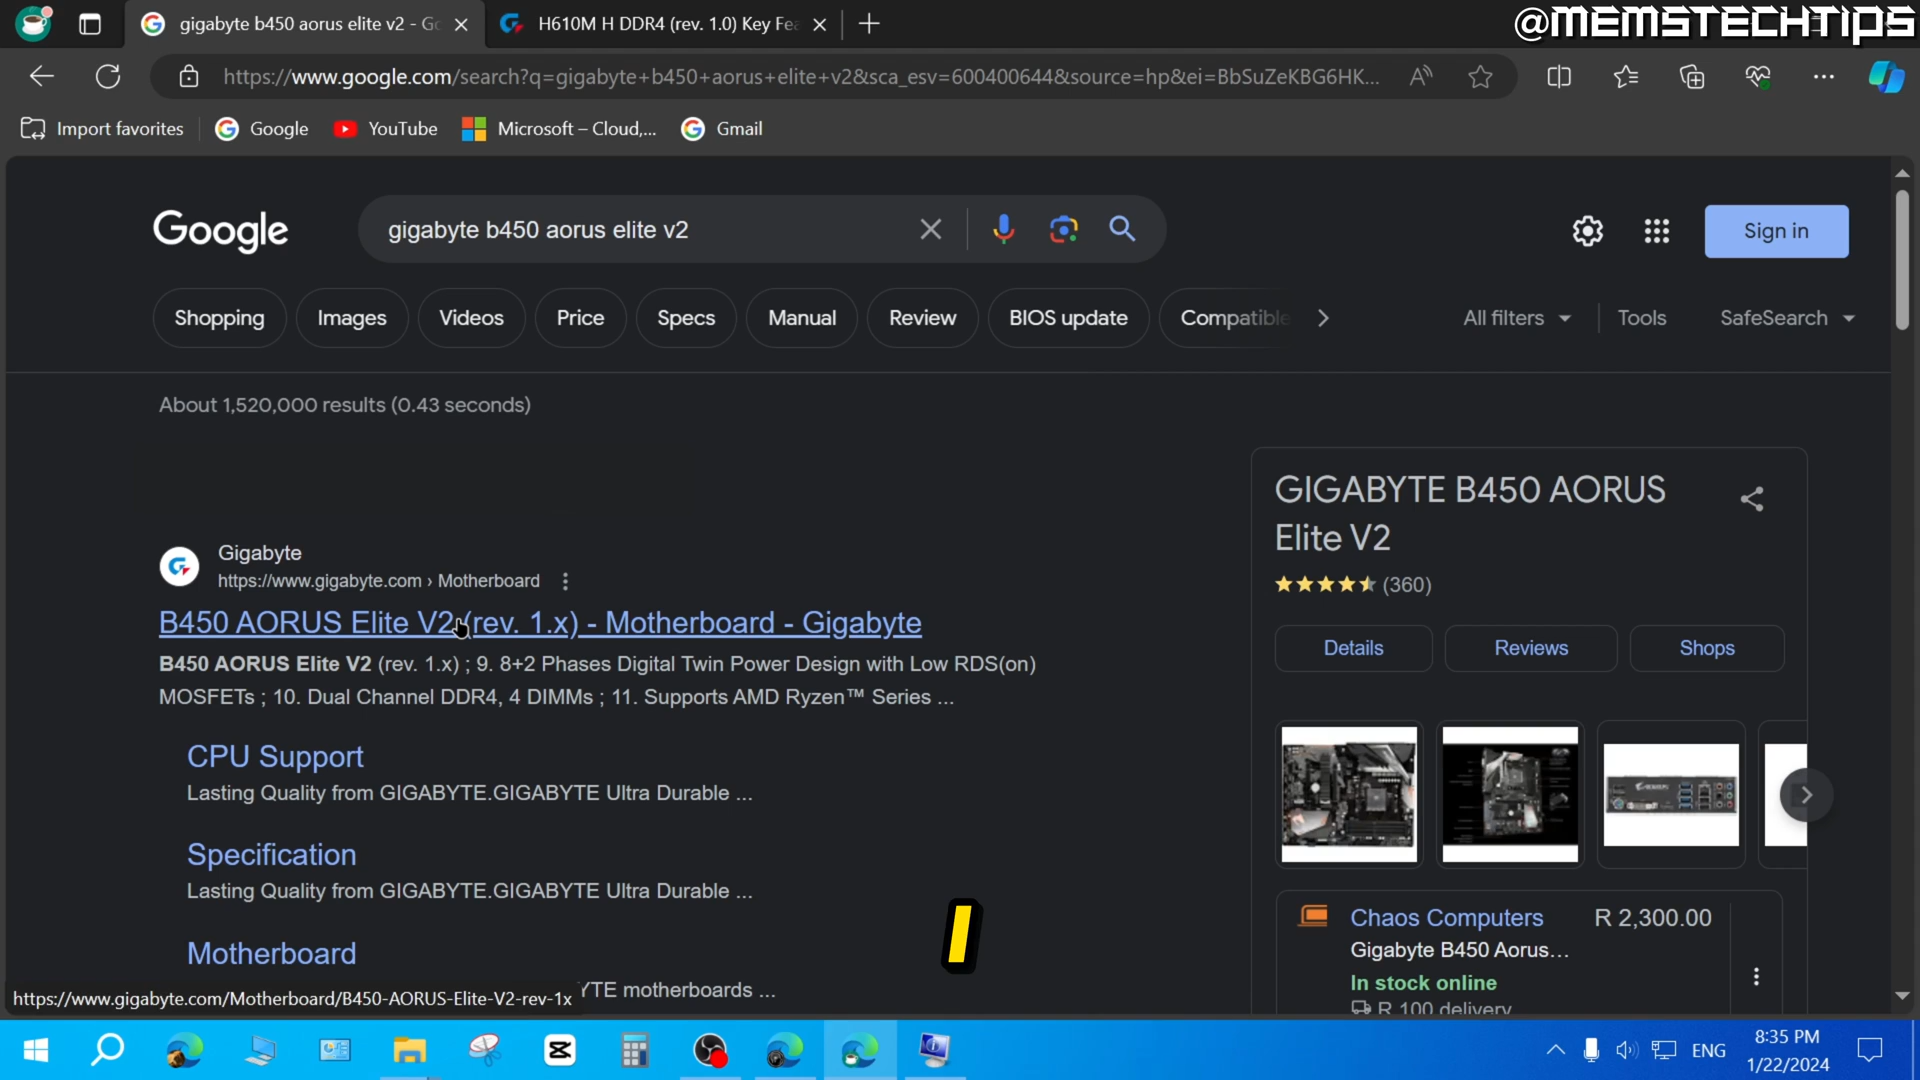 gigabyte b450 aorus elite v2 - Go
H610M H DDR4 (rev. 1.0) Key Fea
@MEMSTECHTIPS
https://www.google.com/search?q=gigabyte+b450+aorus+elite+v2&sca_esv=600400644&source=hp&ei=BbSuZeKBG6HK...
Import favorites
Google
YouTube
Microsoft – Cloud,...
Gmail
Google
gigabyte b450 aorus elite v2
Sign in
Shopping
Images
Videos
Price
Specs
Manual
Review
BIOS update
Compatible
All filters
Tools
SafeSearch
About 1,520,000 results (0.43 seconds)
Gigabyte
https://www.gigabyte.com › Motherboard
B450 AORUS Elite V2 (rev. 1.x) - Motherboard - Gigabyte
B450 AORUS Elite V2 (rev. 1.x) ; 9. 8+2 Phases Digital Twin Power Design with Low RDS(on)
MOSFETs ; 10. Dual Channel DDR4, 4 DIMMs ; 11. Supports AMD Ryzen™ Series ...
CPU Support
Lasting Quality from GIGABYTE.GIGABYTE Ultra Durable ...
Specification
Lasting Quality from GIGABYTE.GIGABYTE Ultra Durable ...
Motherboard
YTE motherboards ...
https://www.gigabyte.com/Motherboard/B450-AORUS-Elite-V2-rev-1x
I
GIGABYTE B450 AORUS
Elite V2
(360)
Details
Reviews
Shops
Chaos Computers
R 2,300.00
Gigabyte B450 Aorus...
In stock online
R 100 delivery
ENG
8:35 PM
1/22/2024